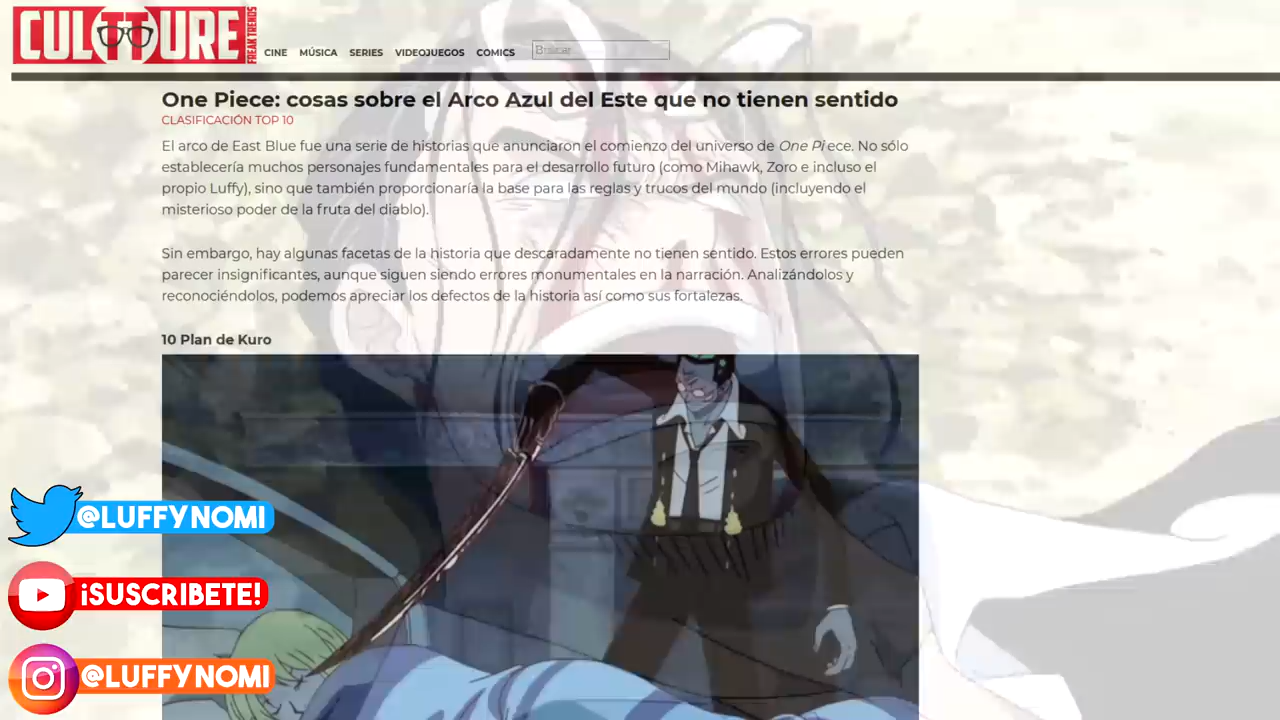 CULTTURE
FREAK TRENDS
CINE MÚSICA SERIES VIDEOJUEGOS COMICS
Buscar...
One Piece: cosas sobre el Arco Azul del Este que no tienen sentido
CLASIFICACIÓN TOP 10
El arco de East Blue fue una serie de historias que anunciaron el comienzo del universo de One Piece. No sólo
establecería muchos personajes fundamentales para el desarrollo futuro (como Mihawk, Zoro e incluso el
propio Luffy), sino que también proporcionaría la base para las reglas y trucos del mundo (incluyendo el
misterioso poder de la fruta del diablo).
Sin embargo, hay algunas facetas de la historia que descaradamente no tienen sentido. Estos errores pueden
parecer insignificantes, aunque siguen siendo errores monumentales en la narración. Analizándolos y
reconociéndolos, podemos apreciar los defectos de la historia así como sus fortalezas.
10 Plan de Kuro
@LUFFYNOMI
¡SUSCRIBETE!
@LUFFYNOMI